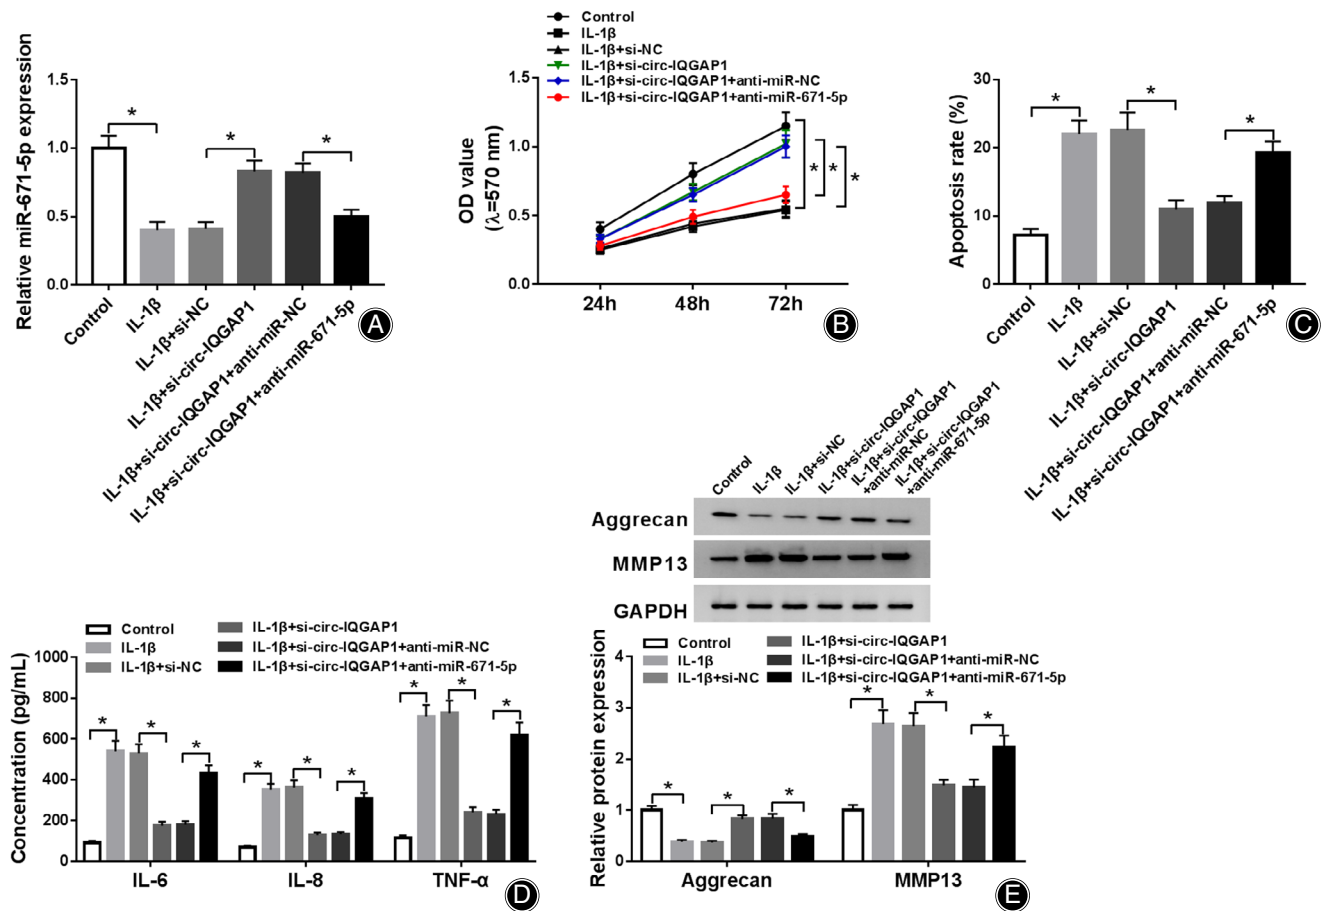 Relative miR-671-5p expression
1.5
1.0
0.5
0.0
*
*
*
Control
IL-1β
IL-1β+si-NC
IL-1β+si-circ-IQGAP1
IL-1β+si-circ-IQGAP1+anti-miR-NC
IL-1β+si-circ-IQGAP1+anti-miR-671-5p
A
Control
IL-1β
IL-1β+si-NC
IL-1β+si-circ-IQGAP1
IL-1β+si-circ-IQGAP1+anti-miR-NC
IL-1β+si-circ-IQGAP1+anti-miR-671-5p
OD value
(λ=570 nm)
1.5
1.0
0.5
0.0
24h
48h
72h
*
*
*
B
Apoptosis rate (%)
30
20
10
0
*
*
*
Control
IL-1β
IL-1β+si-NC
IL-1β+si-circ-IQGAP1
IL-1β+si-circ-IQGAP1+anti-miR-NC
IL-1β+si-circ-IQGAP1+anti-miR-671-5p
C
Control
IL-1β
IL-1β+si-NC
IL-1β+si-circ-IQGAP1
IL-1β+si-circ-IQGAP1+anti-miR-NC
IL-1β+si-circ-IQGAP1+anti-miR-671-5p
Concentration (pg/mL)
1000
800
600
400
200
0
*
*
*
*
*
*
*
*
*
IL-6
IL-8
TNF-α
D
Control
IL-1β
IL-1β+si-NC
IL-1β+si-circ-IQGAP1
IL-1β+si-circ-IQGAP1
+anti-miR-NC
IL-1β+si-circ-IQGAP1
+anti-miR-671-5p
Aggrecan
MMP13
GAPDH
Control
IL-1β
IL-1β+si-NC
IL-1β+si-circ-IQGAP1
IL-1β+si-circ-IQGAP1+anti-miR-NC
IL-1β+si-circ-IQGAP1+anti-miR-671-5p
Relative protein expression
4
3
2
1
0
*
*
*
*
*
*
Aggrecan
MMP13
E